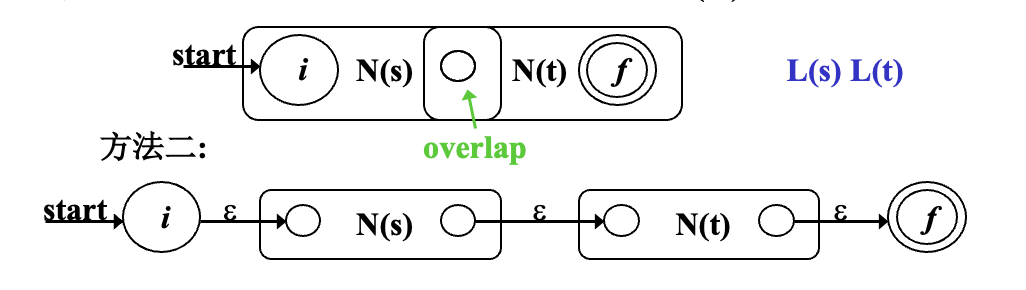 start i N(s) N(t) f L(s) L(t)
overlap
方法二:
start i ε N(s) ε N(t) ε f